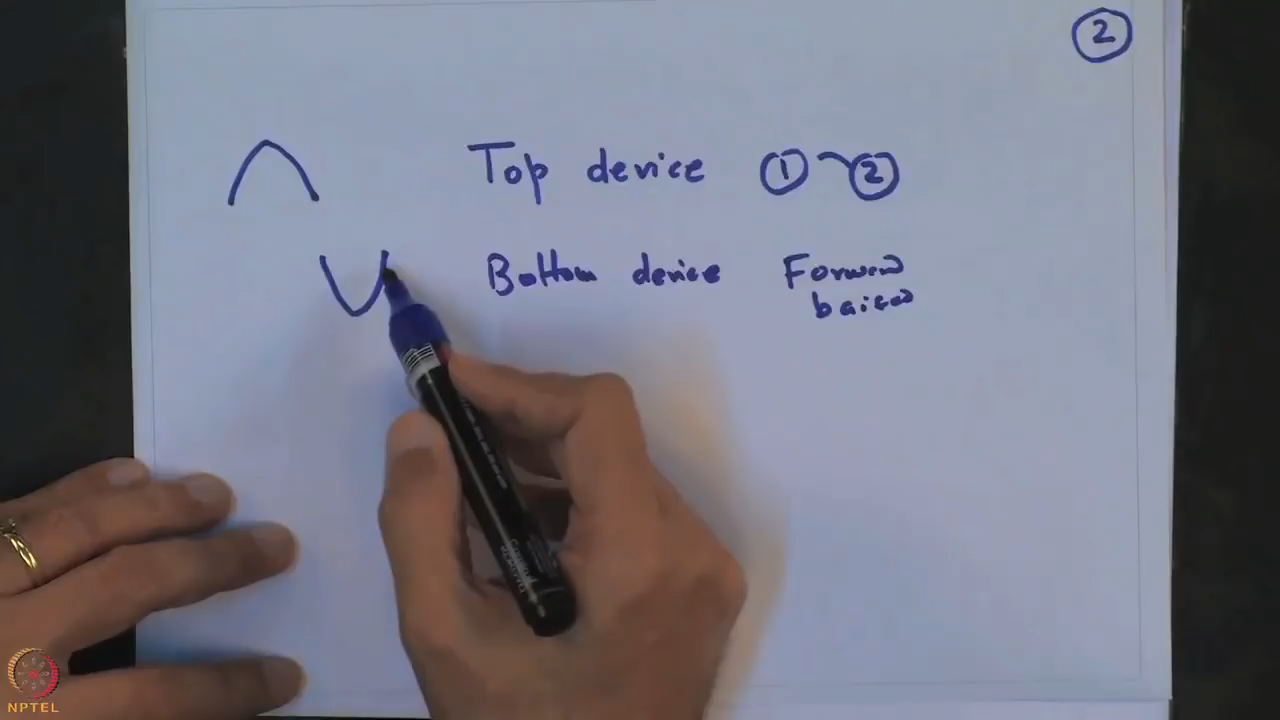 ②
Top device ① ②
Bottom device Forward
baised
NPTEL